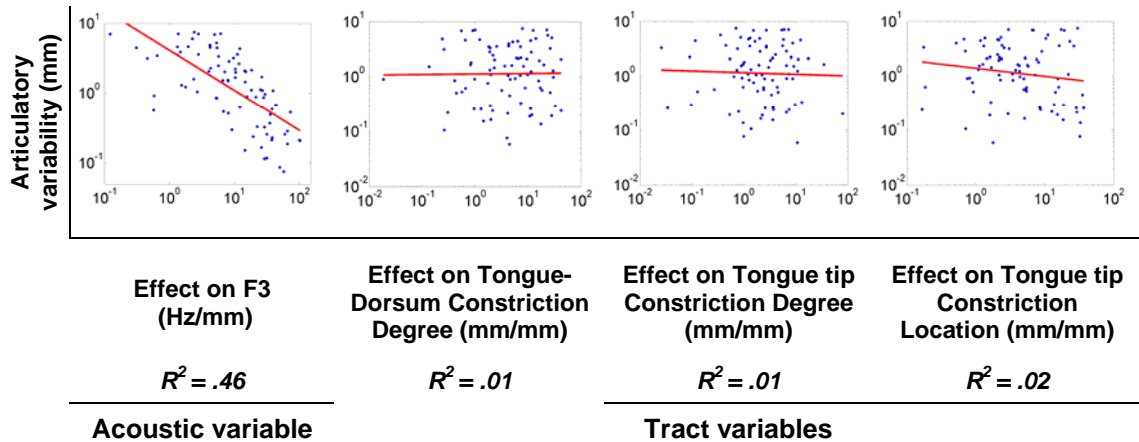 Articulatory
variability (mm)
10^1
10^0
10^-1
10^-1
10^0
10^1
10^2
10^1
10^0
10^-1
10^-2
10^-2
10^-1
10^0
10^1
10^2
10^1
10^0
10^-1
10^-2
10^-2
10^-1
10^0
10^1
10^2
10^1
10^0
10^-1
10^-2
10^-1
10^0
10^1
10^2
Effect on F3
(Hz/mm)
Effect on Tongue-
Dorsum Constriction
Degree (mm/mm)
Effect on Tongue tip
Constriction Degree
(mm/mm)
Effect on Tongue tip
Constriction
Location (mm/mm)
R^2 = .46
R^2 = .01
R^2 = .01
R^2 = .02
Acoustic variable
Tract variables